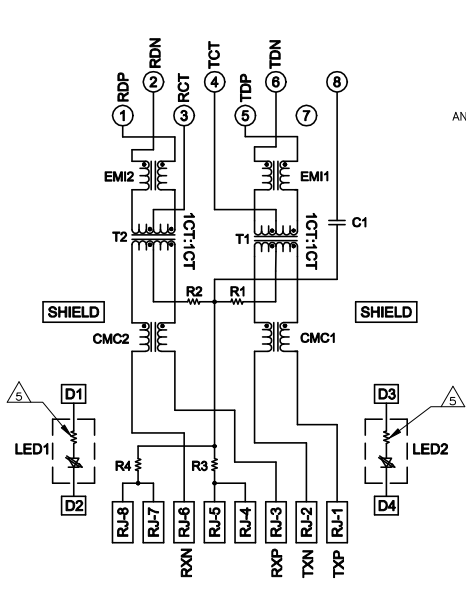 RDP
RDN
RCT
TCT
TDP
TDN
1
2
3
4
5
6
7
8
AN
EMI2
EMI1
T2
1CT:1CT
T1
1CT:1CT
C1
R2
R1
SHIELD
SHIELD
CMC2
CMC1
5
D1
D3
5
LED1
LED2
R4
R3
D2
D4
RJ-8
RJ-7
RJ-6
RJ-5
RJ-4
RJ-3
RJ-2
RJ-1
RXN
RXP
TXN
TXP